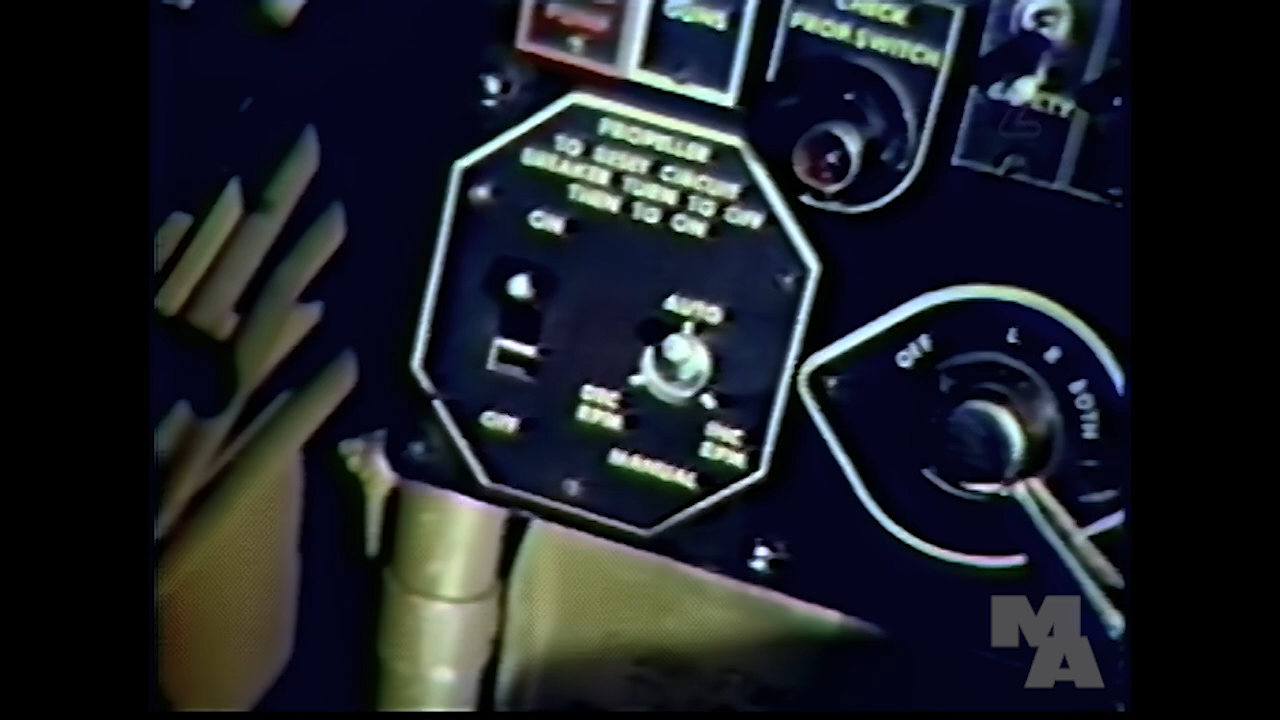 GUNS
CHECK
PROP. SWITCH
SAFETY
PROPELLER
TO RESET CIRCUIT
BREAKER TURN TO OFF
THEN TO ON
ON
AUTO
OFF
DEC
RPM
INC
RPM
MANUAL
OFF
L
R
BOTH
MA